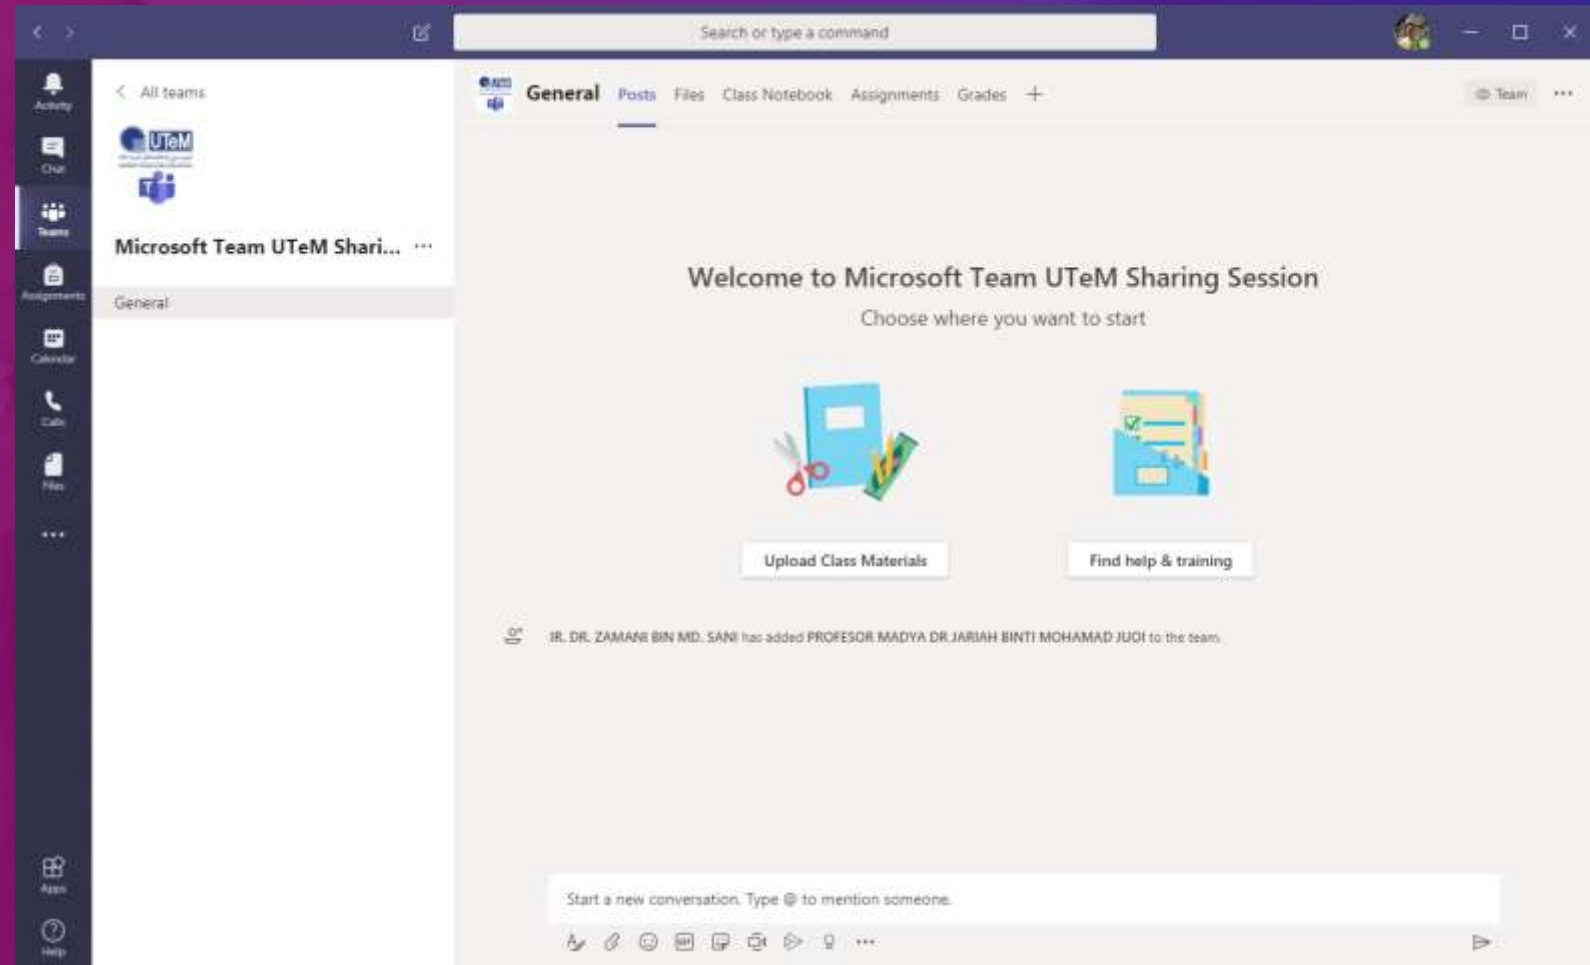 Search or type a command
Activity
Chat
Teams
Assignments
Calendar
Calls
Files
Apps
Help
All teams
UTeM
T
Microsoft Team UTeM Shari... ...
General
General Posts Files Class Notebook Assignments Grades +
Team ...
Welcome to Microsoft Team UTeM Sharing Session
Choose where you want to start
Upload Class Materials
Find help & training
IR. DR. ZAMANI BIN MD. SANI has added PROFESOR MADYA DR JARIAH BINTI MOHAMAD JUOI to the team.
Start a new conversation. Type @ to mention someone.